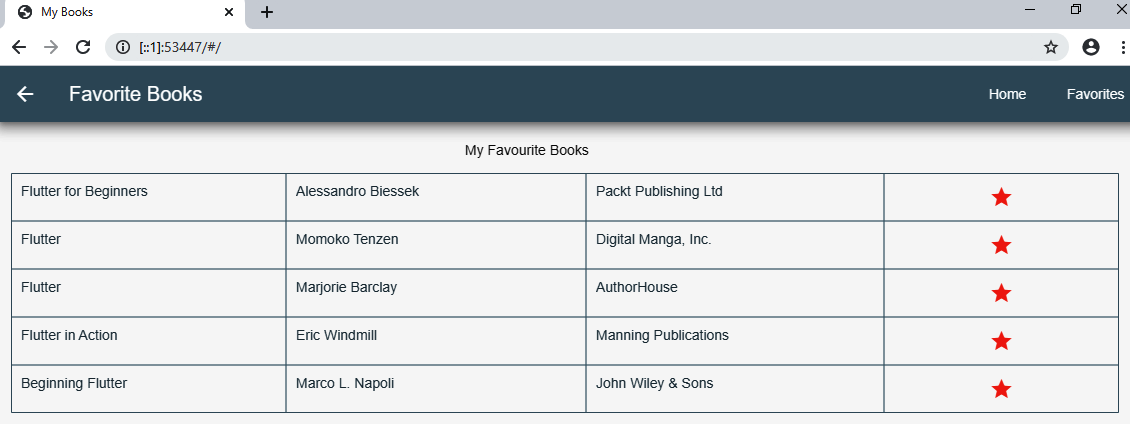 My Books
[::1]:53447/#/
Favorite Books Home Favorites
My Favourite Books
Flutter for Beginners Alessandro Biessek Packt Publishing Ltd
Flutter Momoko Tenzen Digital Manga, Inc.
Flutter Marjorie Barclay AuthorHouse
Flutter in Action Eric Windmill Manning Publications
Beginning Flutter Marco L. Napoli John Wiley & Sons